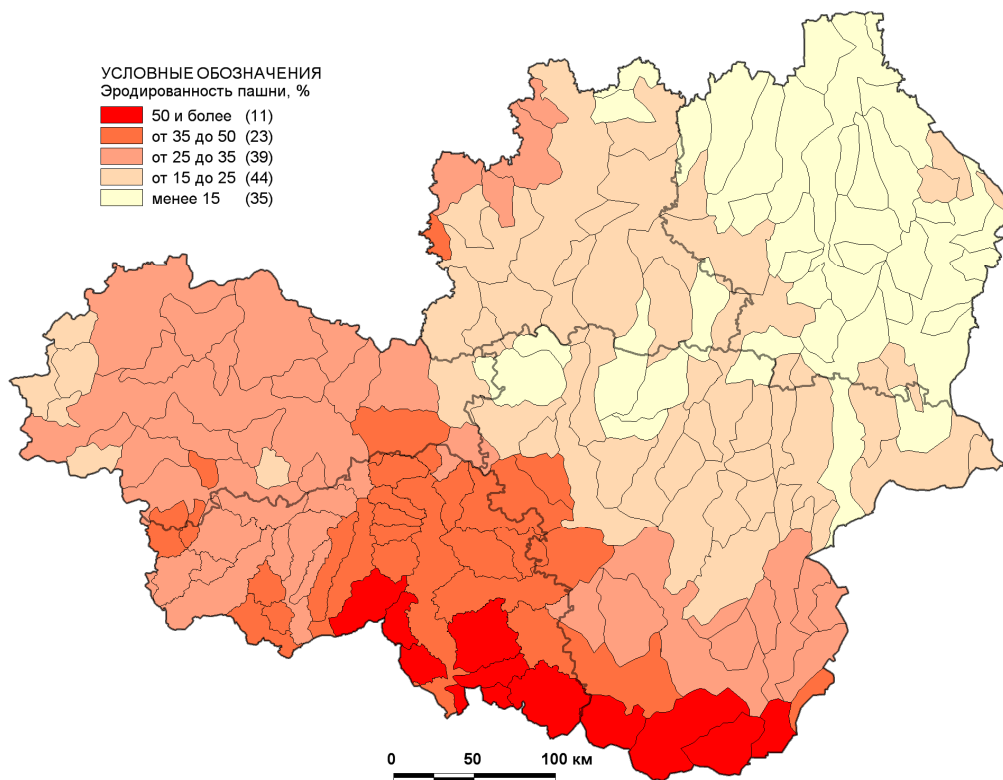 УСЛОВНЫЕ ОБОЗНАЧЕНИЯ
Эродированность пашни, %
50 и более (11)
от 35 до 50 (23)
от 25 до 35 (39)
от 15 до 25 (44)
менее 15 (35)
0 50 100 км